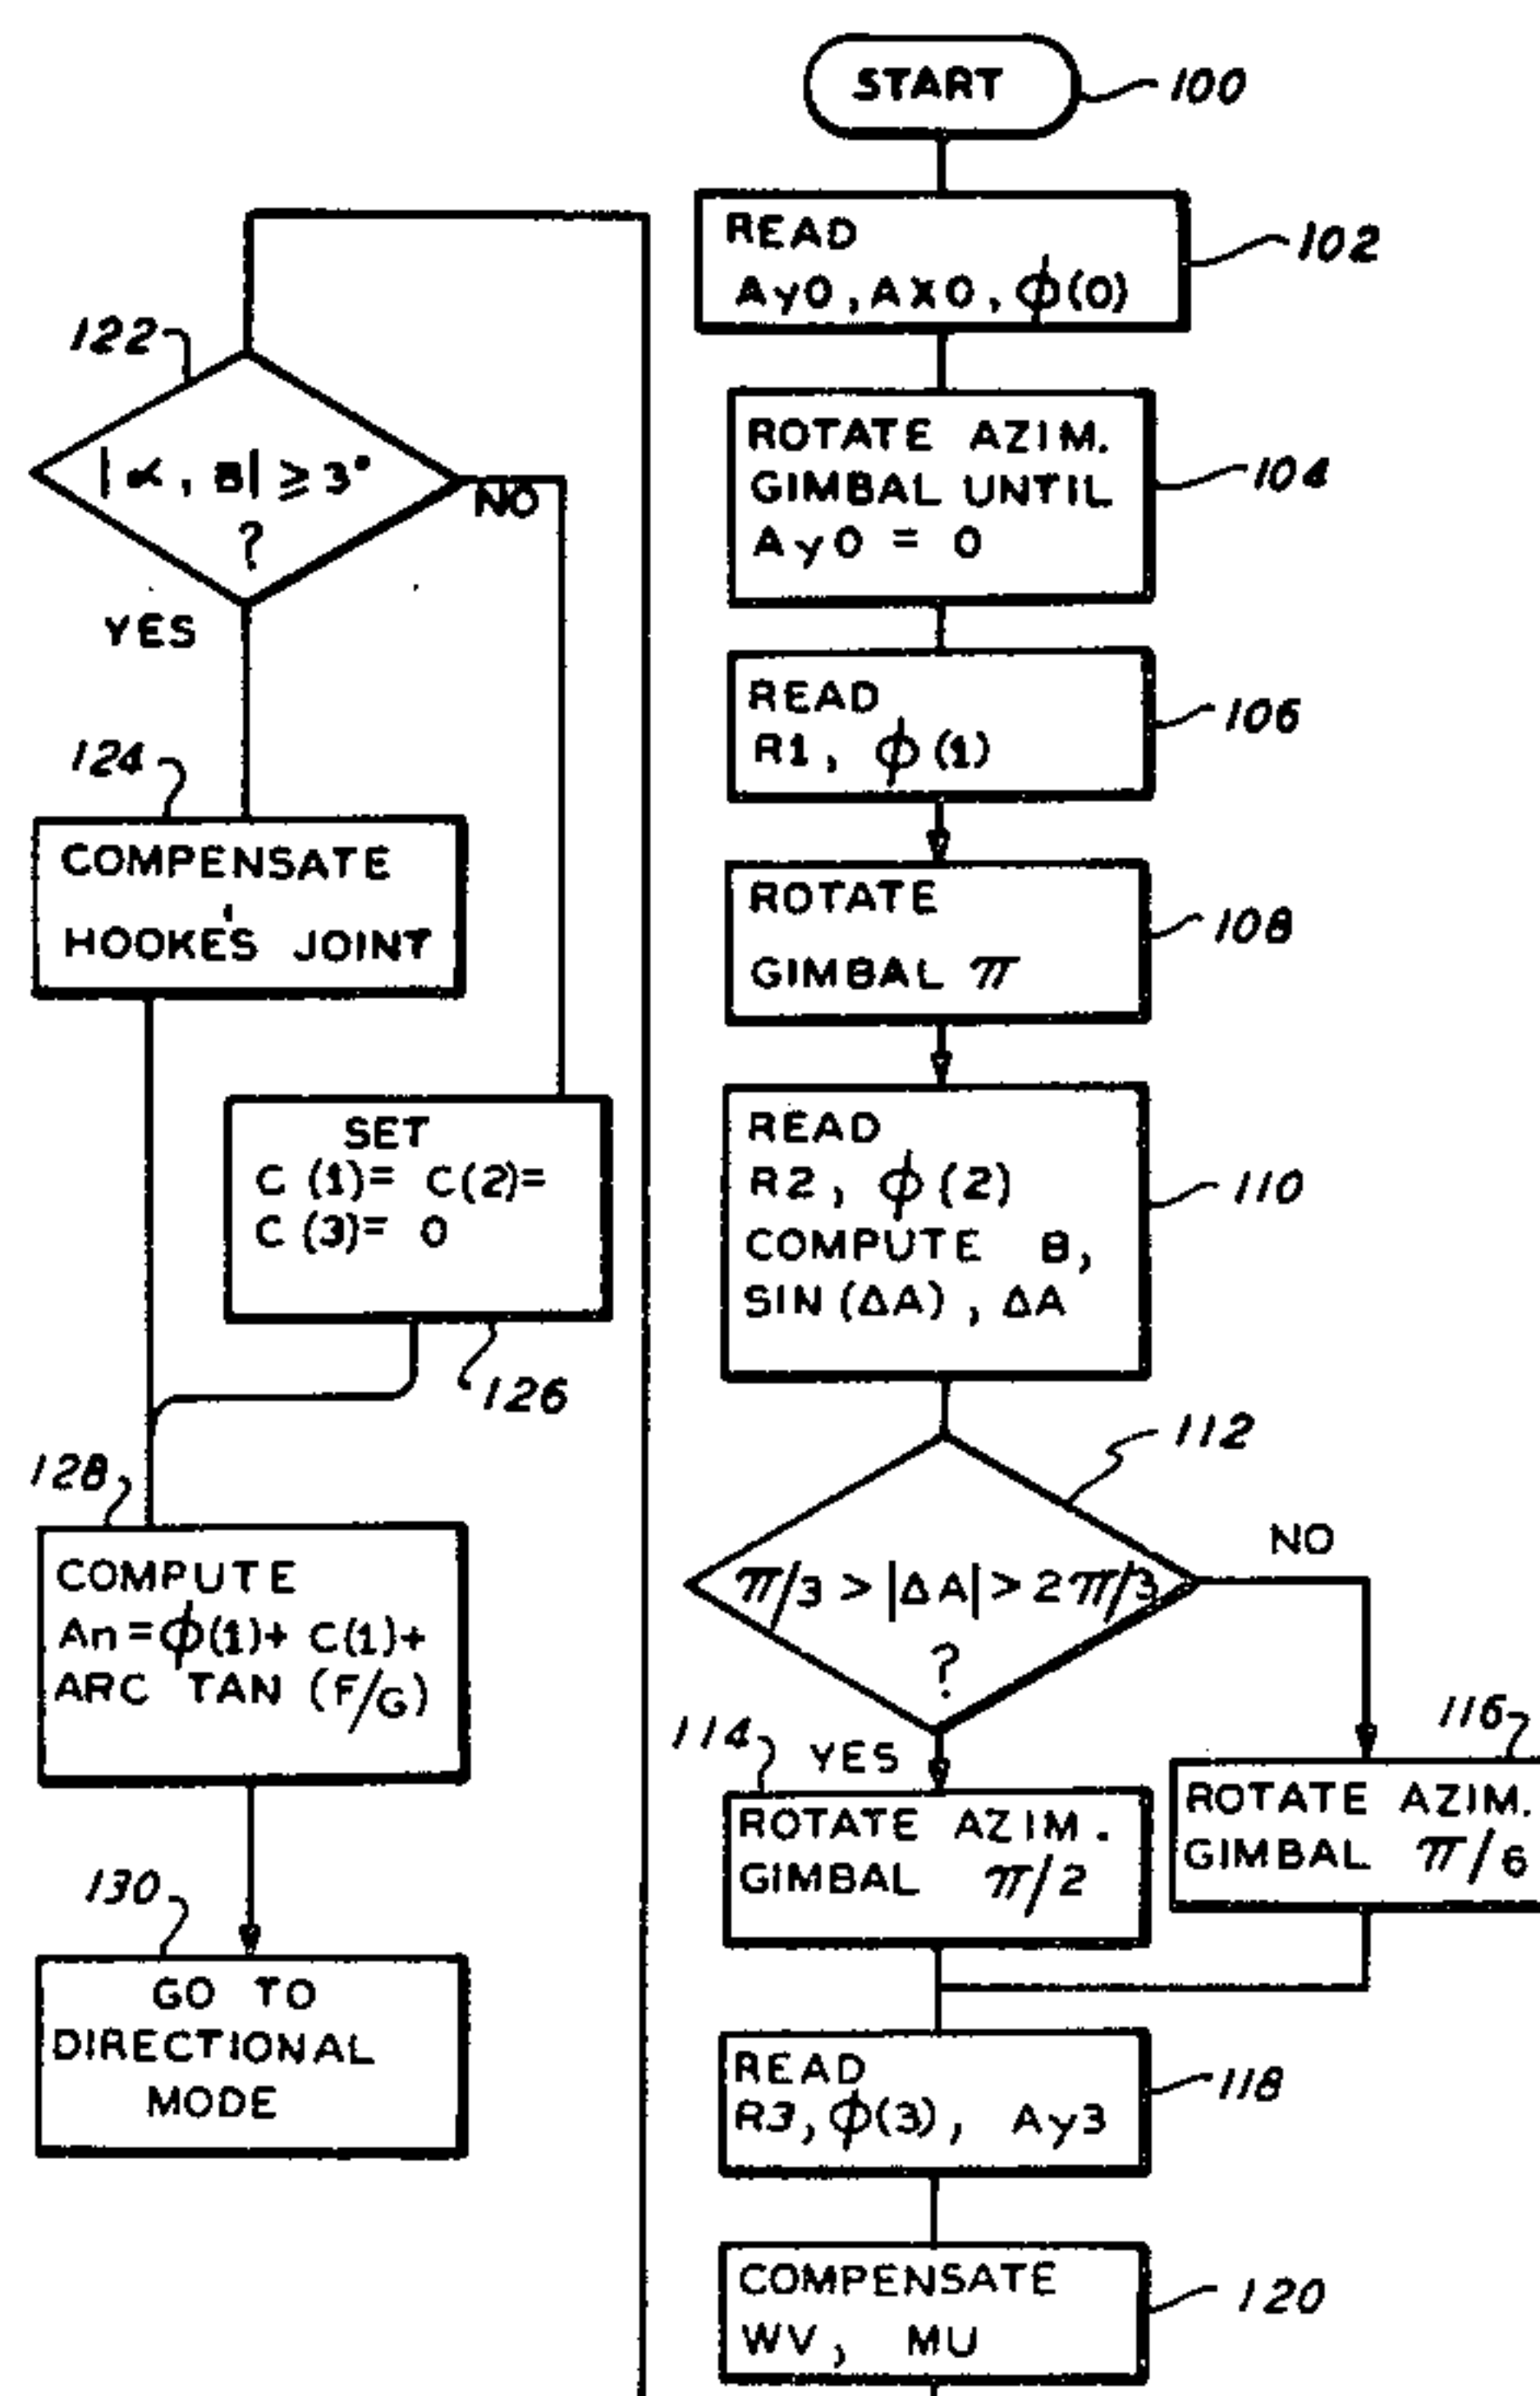 START
100
READ
Ay0, AX0, ϕ(0)
102
ROTATE AZIM.
GIMBAL UNTIL
Ay0 = 0
104
READ
R1, ϕ(1)
106
ROTATE
GIMBAL π
108
READ
R2, ϕ(2)
COMPUTE B,
SIN(ΔA), ΔA
110
112
π/3 > |ΔA| > 2π/3
?
NO
YES
114
ROTATE AZIM.
GIMBAL π/2
116
ROTATE AZIM.
GIMBAL π/6
READ
R3, ϕ(3), Ay3
118
COMPENSATE
WV, MU
120
122
|α, B| ≥ 3°
?
NO
YES
124
COMPENSATE
HOOKE'S JOINT
SET
C(1)= C(2)=
C(3)= 0
126
128
COMPUTE
An=ϕ(1)+ C(1)+
ARC TAN (F/G)
130
GO TO
DIRECTIONAL
MODE